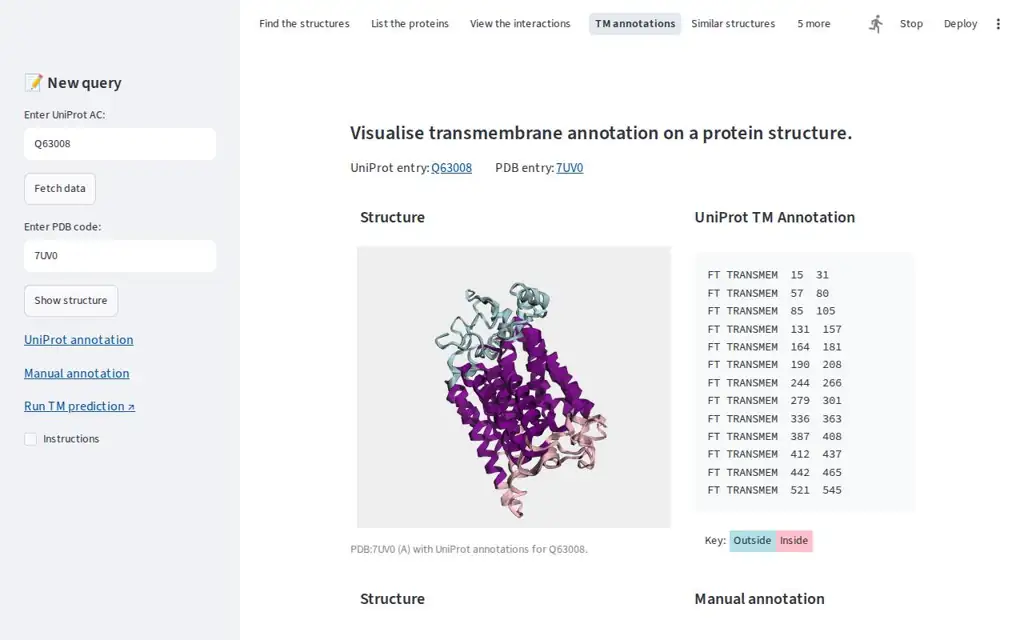 Find the structures List the proteins View the interactions TM annotations Similar structures 5 more Stop Deploy
📝 New query
Enter UniProt AC:
Q63008
Fetch data
Enter PDB code:
7UV0
Show structure
UniProt annotation
Manual annotation
Run TM prediction ↗
Instructions
Visualise transmembrane annotation on a protein structure.
UniProt entry: Q63008 PDB entry: 7UV0
Structure
PDB:7UV0 (A) with UniProt annotations for Q63008.
UniProt TM Annotation
FT TRANSMEM 15 31
FT TRANSMEM 57 80
FT TRANSMEM 85 105
FT TRANSMEM 131 157
FT TRANSMEM 164 181
FT TRANSMEM 190 208
FT TRANSMEM 244 266
FT TRANSMEM 279 301
FT TRANSMEM 336 363
FT TRANSMEM 387 408
FT TRANSMEM 412 437
FT TRANSMEM 442 465
FT TRANSMEM 521 545
Key: Outside Inside
Structure
Manual annotation